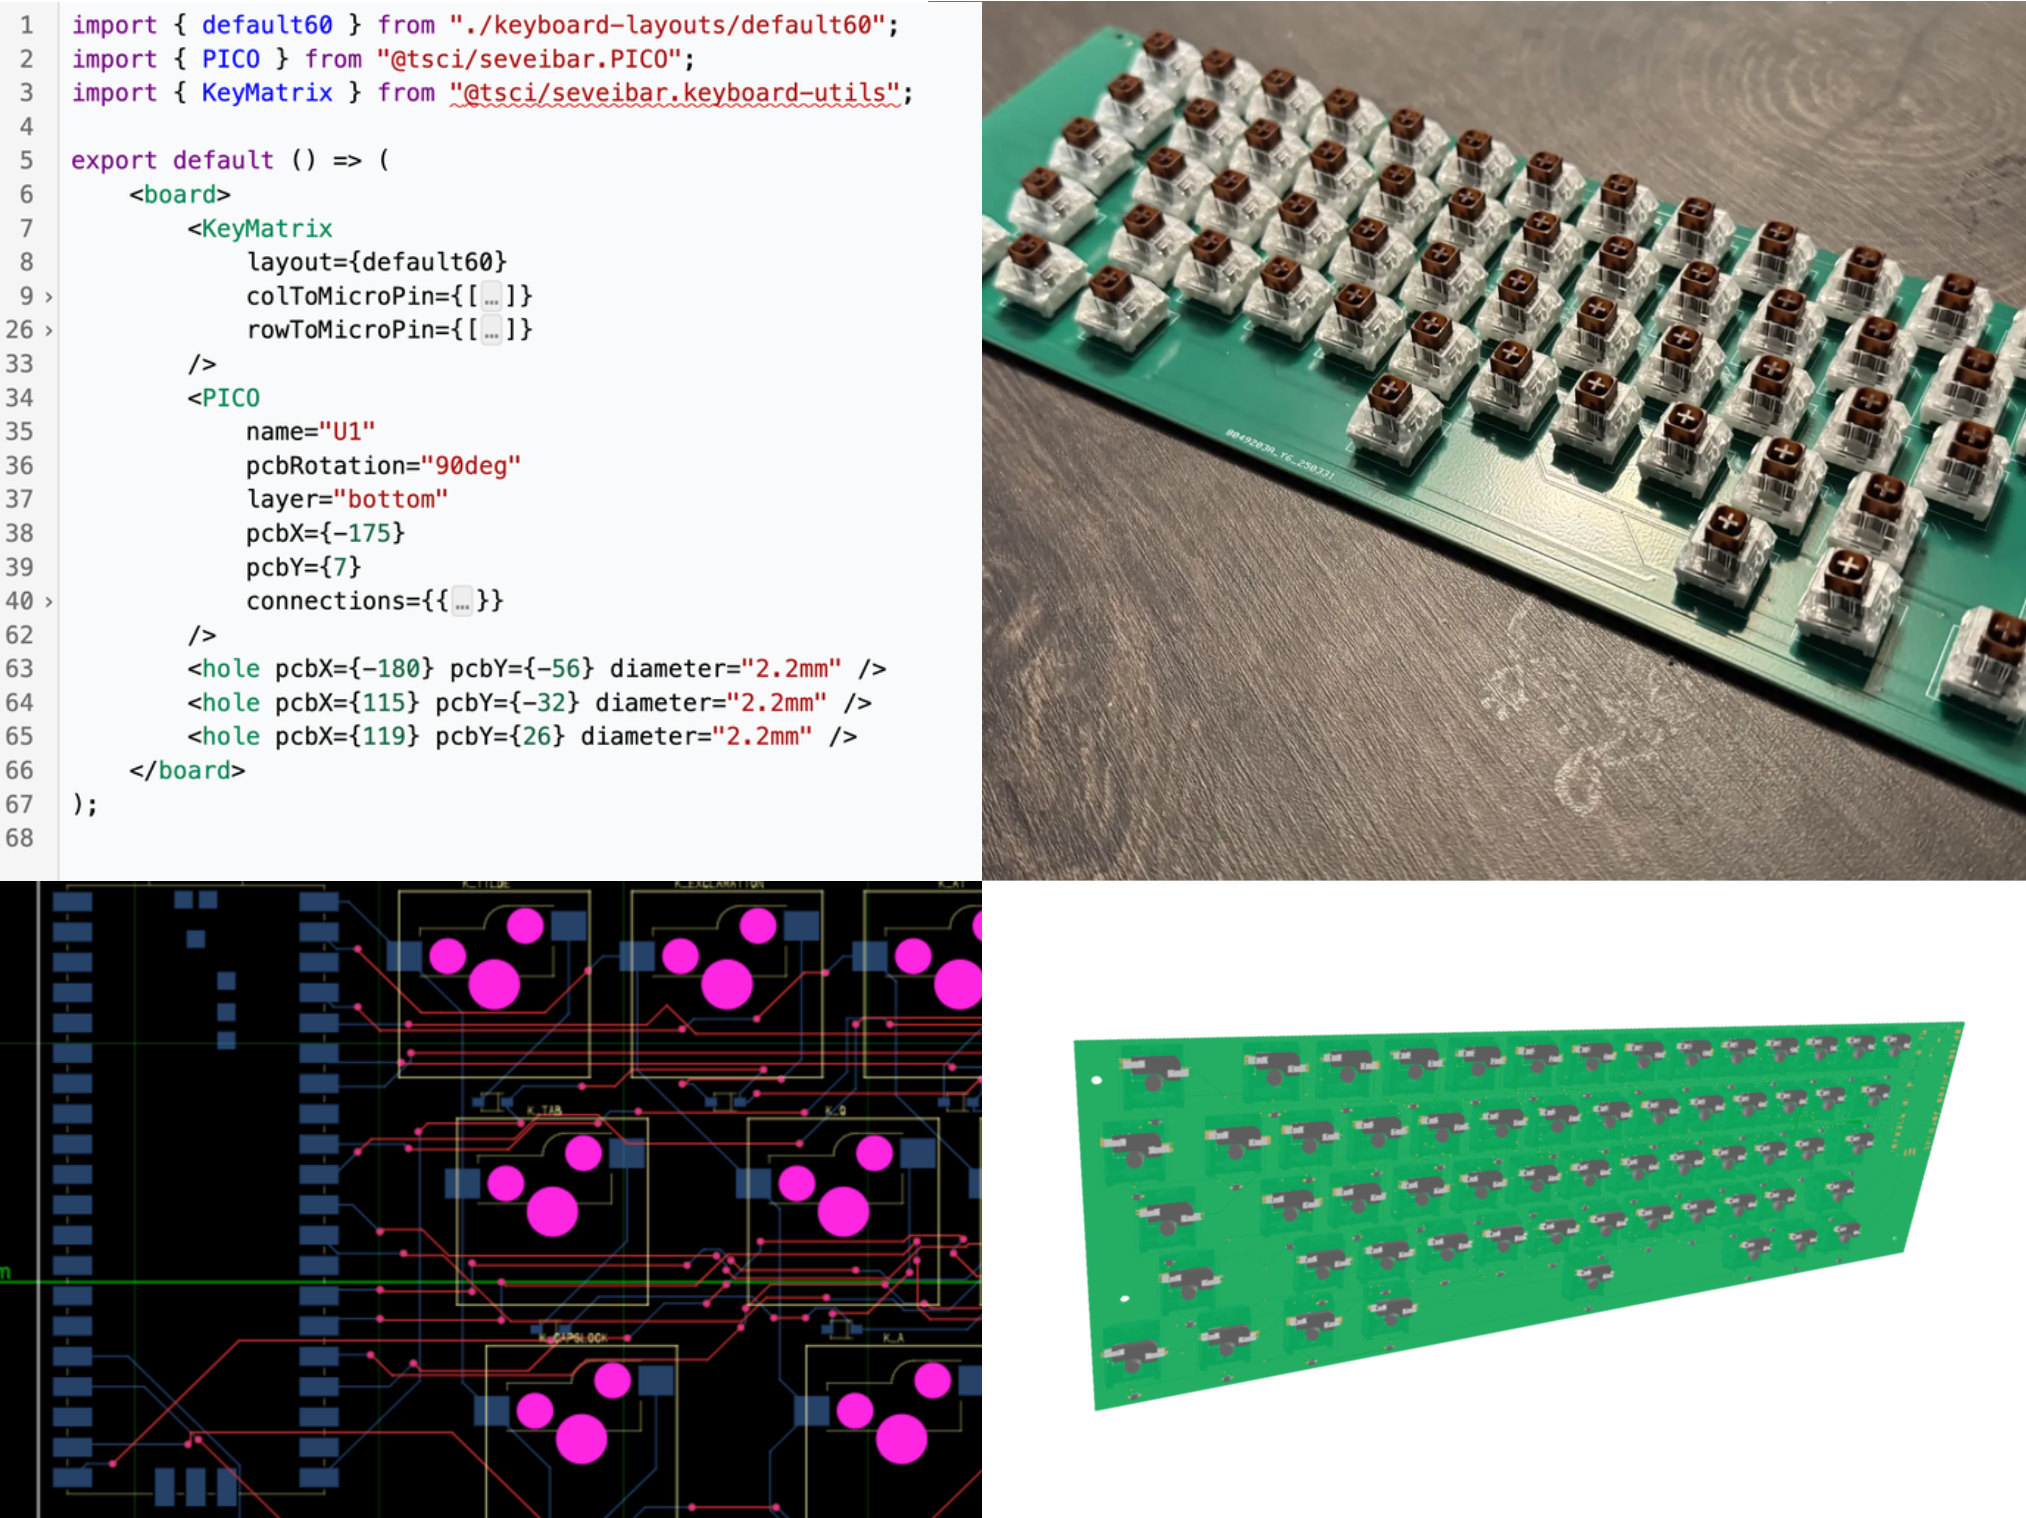 1 import { default60 } from "./keyboard-layouts/default60";
2 import { PICO } from "@tsci/seveibar.PICO";
3 import { KeyMatrix } from "@tsci/seveibar.keyboard-utils";
4
5 export default () => (
6 <board>
7 <KeyMatrix
8 layout={default60}
9 › colToMicroPin={[…]}
26 › rowToMicroPin={[…]}
33 />
34 <PICO
35 name="U1"
36 pcbRotation="90deg"
37 layer="bottom"
38 pcbX={-175}
39 pcbY={7}
40 › connections={{…}}
62 />
63 <hole pcbX={-180} pcbY={-56} diameter="2.2mm" />
64 <hole pcbX={115} pcbY={-32} diameter="2.2mm" />
65 <hole pcbX={119} pcbY={26} diameter="2.2mm" />
66 </board>
67 );
68
8049203A_Y6_250331
K_TILDE
K_EXCLAMATION
K_AT
K_TAB
K_Q
m
K_CAPSLOCK
K_A